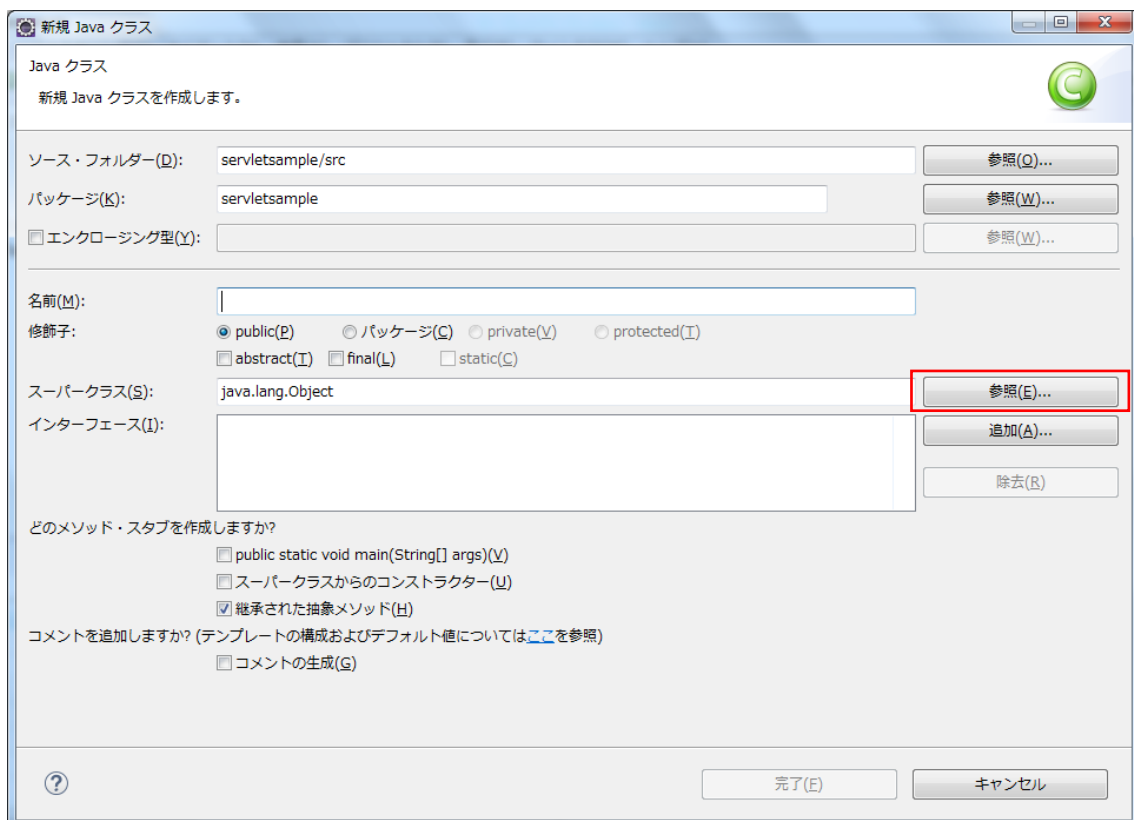 新規 Java クラス
Java クラス
新規 Java クラスを作成します。
ソース・フォルダー(D): servletsample/src 参照(O)...
パッケージ(K): servletsample 参照(W)...
エンクロージング型(Y): 参照(W)...
名前(M):
修飾子: public(P) パッケージ(C) private(V) protected(T)
abstract(T) final(L) static(C)
スーパークラス(S): java.lang.Object 参照(E)...
インターフェース(I): 追加(A)...
除去(R)
どのメソッド・スタブを作成しますか?
public static void main(String[] args)(V)
スーパークラスからのコンストラクター(U)
継承された抽象メソッド(H)
コメントを追加しますか? (テンプレートの構成およびデフォルト値についてはここを参照)
コメントの生成(G)
完了(F) キャンセル